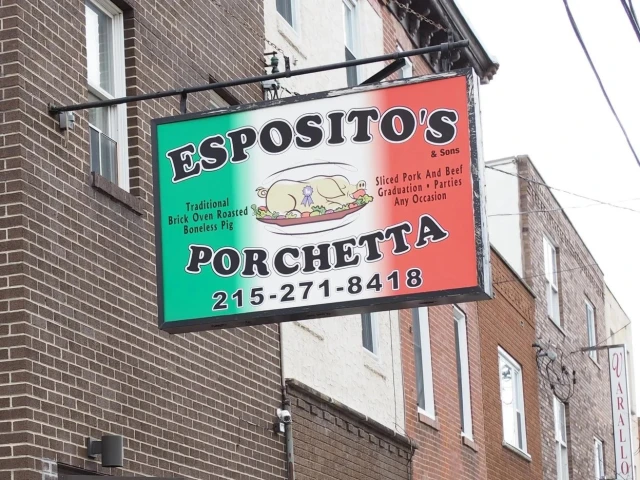 ESPOSITO'S
& Sons
Traditional
Brick Oven Roasted
Boneless Pig
Sliced Pork And Beef
Graduation • Parties
Any Occasion
PORCHETTA
215-271-8418
VARALLO